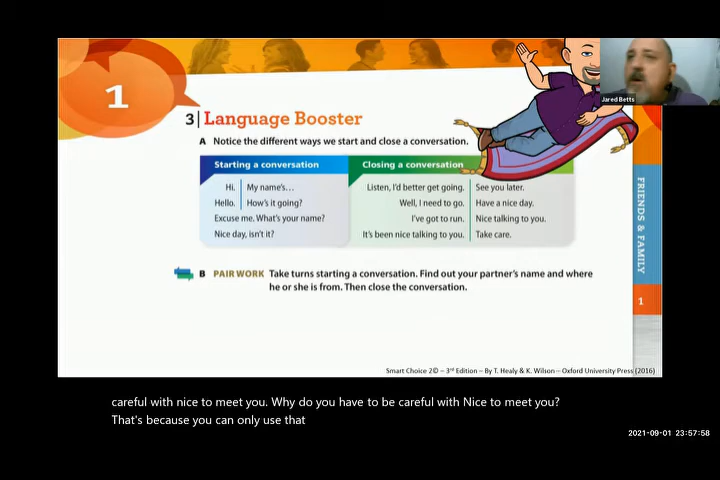 1
3 | Language Booster
A Notice the different ways we start and close a conversation.
Starting a conversation
Hi. My name's...
Hello. How's it going?
Excuse me. What's your name?
Nice day, isn't it?
Closing a conversation
Listen, I'd better get going. See you later.
Well, I need to go. Have a nice day.
I've got to run. Nice talking to you.
It's been nice talking to you. Take care.
B PAIR WORK Take turns starting a conversation. Find out your partner's name and where
he or she is from. Then close the conversation.
Jared Betts
FRIENDS & FAMILY
1
Smart Choice 2© – 3rd Edition – By T. Healy & K. Wilson – Oxford University Press (2016)
careful with nice to meet you. Why do you have to be careful with Nice to meet you?
That's because you can only use that
2021-09-01 23:57:58